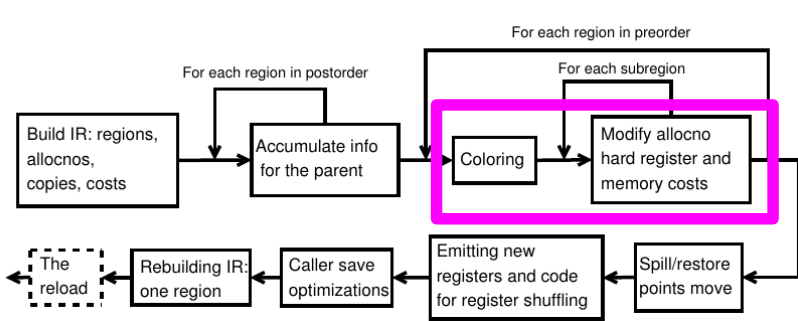 For each region in preorder
For each region in postorder
For each subregion
Build IR: regions,
allocnos,
copies, costs
Accumulate info
for the parent
Coloring
Modify allocno
hard register and
memory costs
The
reload
Rebuilding IR:
one region
Caller save
optimizations
Emitting new
registers and code
for register shuffling
Spill/restore
points move